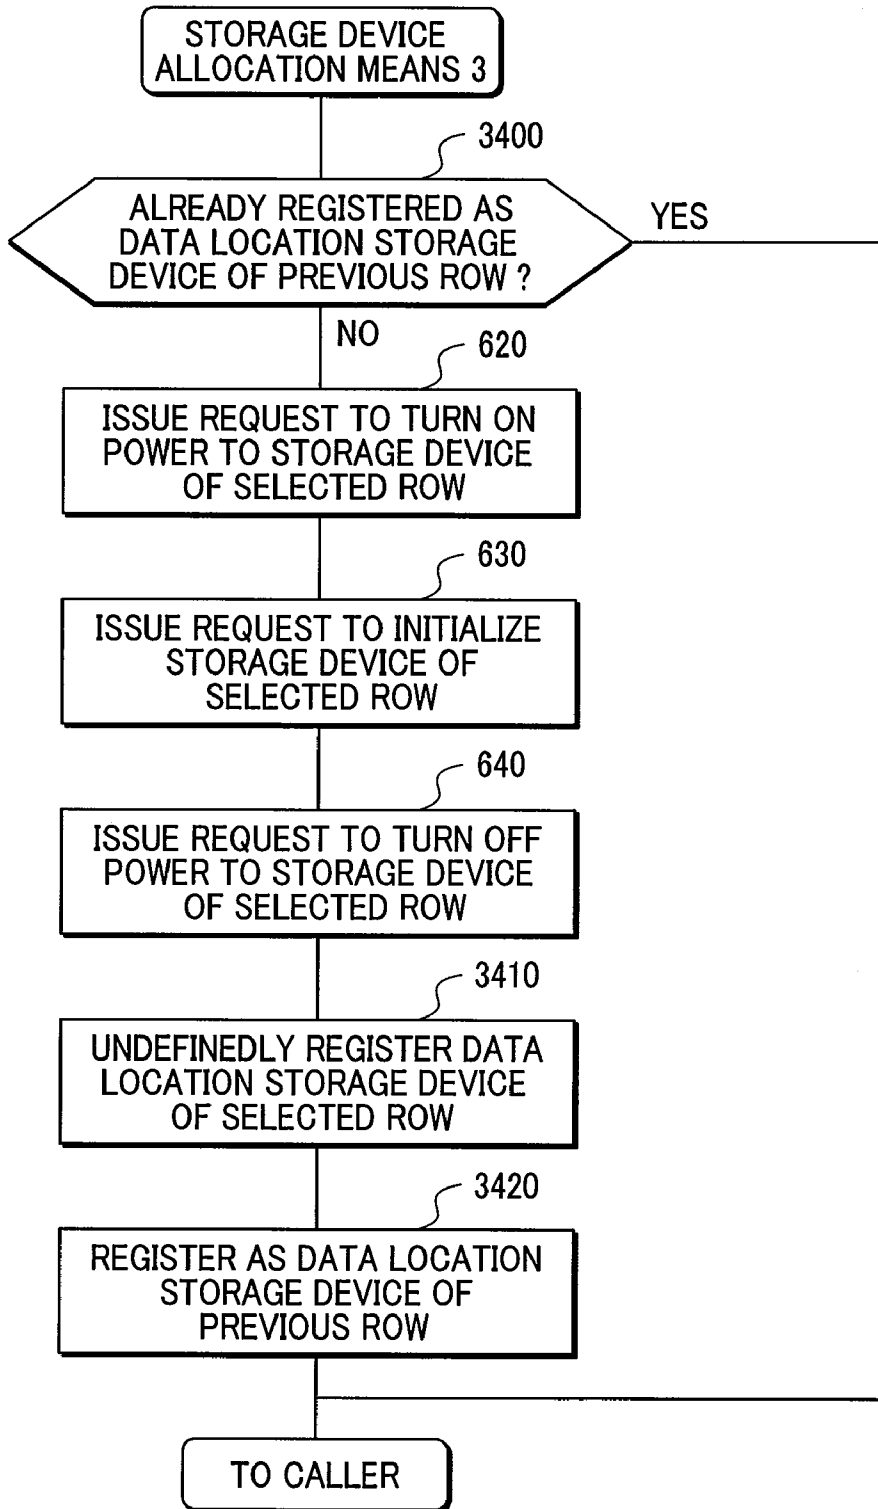 STORAGE DEVICE
ALLOCATION MEANS 3
3400
ALREADY REGISTERED AS
DATA LOCATION STORAGE
DEVICE OF PREVIOUS ROW ?
YES
NO
620
ISSUE REQUEST TO TURN ON
POWER TO STORAGE DEVICE
OF SELECTED ROW
630
ISSUE REQUEST TO INITIALIZE
STORAGE DEVICE OF
SELECTED ROW
640
ISSUE REQUEST TO TURN OFF
POWER TO STORAGE DEVICE
OF SELECTED ROW
3410
UNDEFINEDLY REGISTER DATA
LOCATION STORAGE DEVICE
OF SELECTED ROW
3420
REGISTER AS DATA LOCATION
STORAGE DEVICE OF
PREVIOUS ROW
TO CALLER